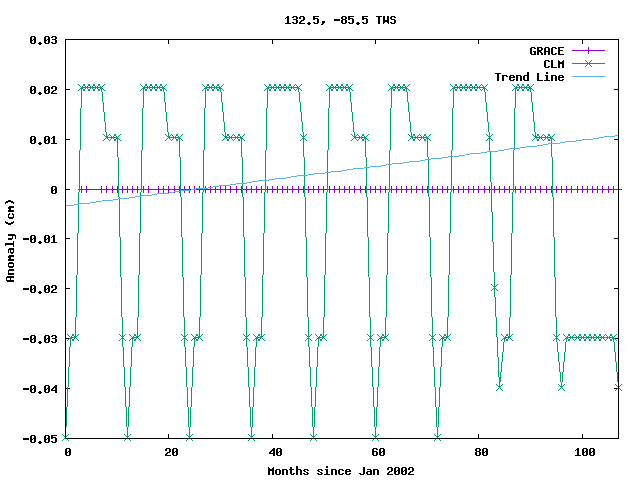 132.5, -85.5 TWS
0.03
0.02
0.01
0
-0.01
-0.02
-0.03
-0.04
-0.05
Anomaly (cm)
GRACE
CLM
Trend Line
0 20 40 60 80 100
Months since Jan 2002